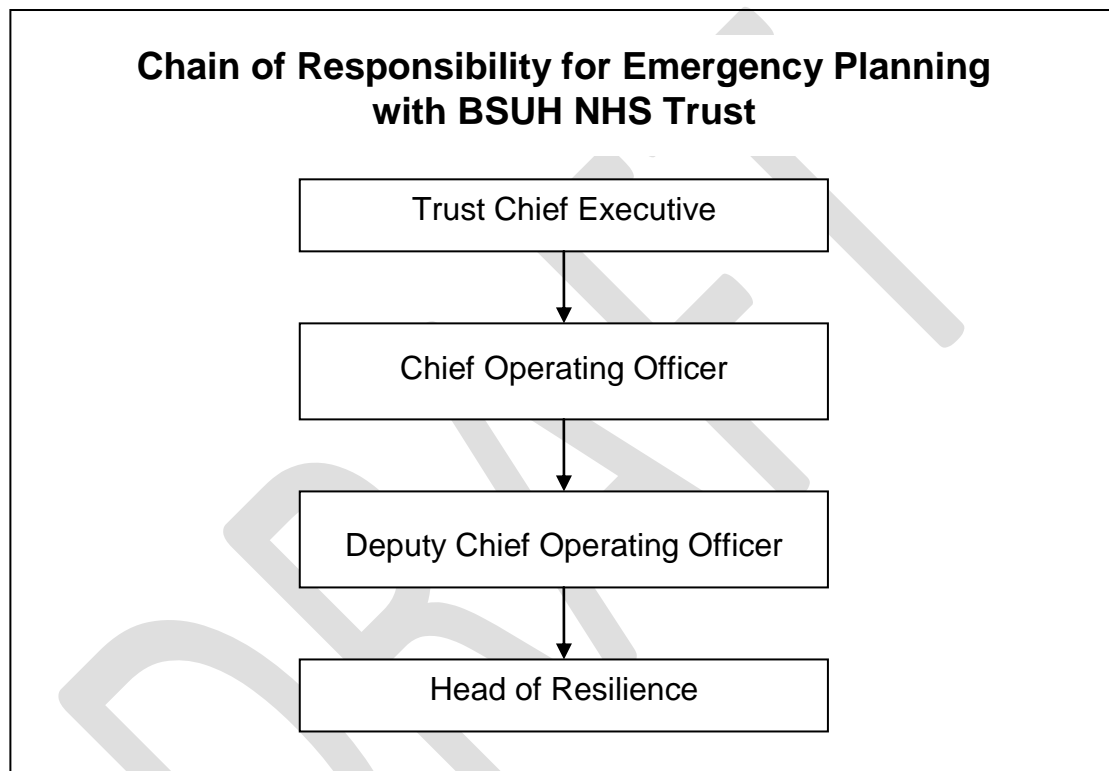 Chain of Responsibility for Emergency Planning
with BSUH NHS Trust
Trust Chief Executive
Chief Operating Officer
Deputy Chief Operating Officer
Head of Resilience
DRAFT